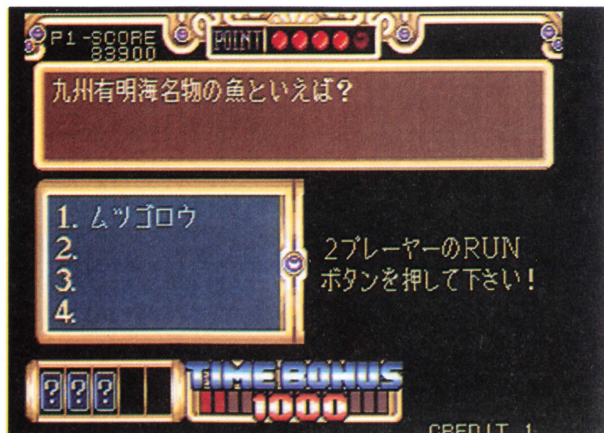 P1-SCORE
83900
POINT
九州有明海名物の魚といえば?
1. ムツゴロウ
2.
3.
4.
2プレーヤーのRUN
ボタンを押して下さい!
? ? ?
TIME BONUS
1000
CREDIT 1